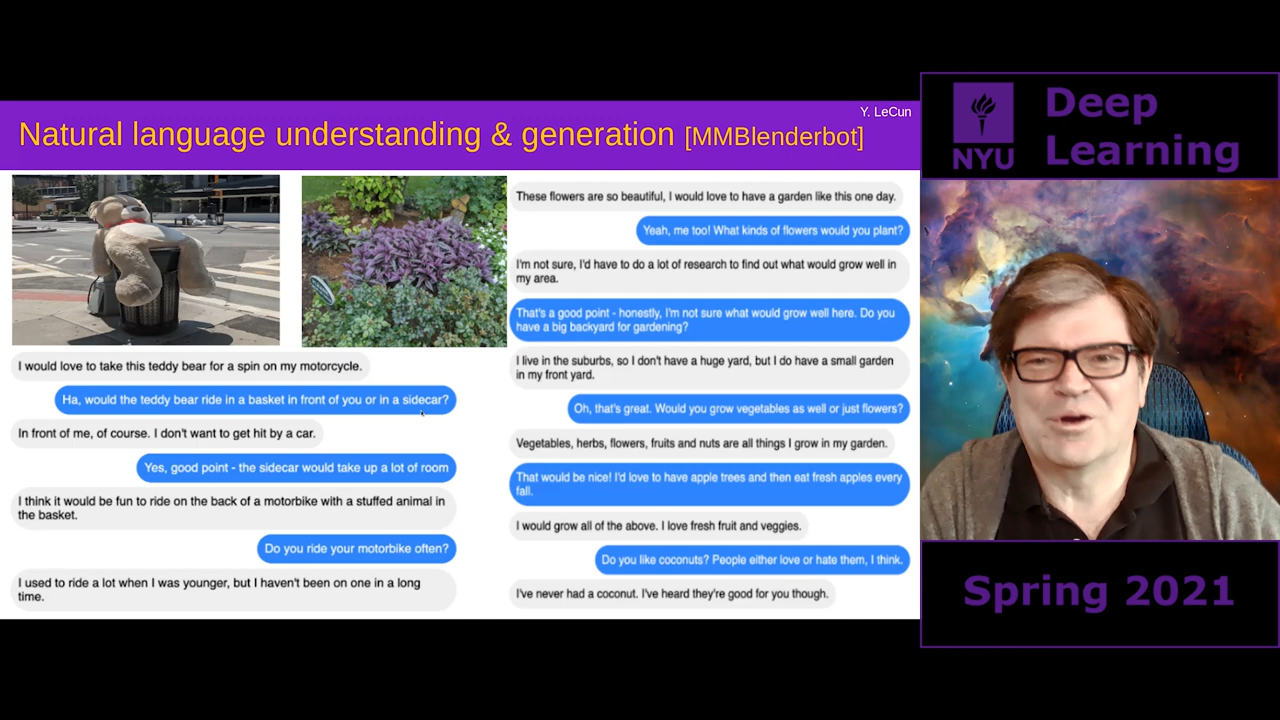 Y. LeCun
Natural language understanding & generation [MMBlenderbot]
I would love to take this teddy bear for a spin on my motorcycle.
Ha, would the teddy bear ride in a basket in front of you or in a sidecar?
In front of me, of course. I don't want to get hit by a car.
Yes, good point - the sidecar would take up a lot of room
I think it would be fun to ride on the back of a motorbike with a stuffed animal in
the basket.
Do you ride your motorbike often?
I used to ride a lot when I was younger, but I haven't been on one in a long
time.
These flowers are so beautiful, I would love to have a garden like this one day.
Yeah, me too! What kinds of flowers would you plant?
I'm not sure, I'd have to do a lot of research to find out what would grow well in
my area.
That's a good point - honestly, I'm not sure what would grow well here. Do you
have a big backyard for gardening?
I live in the suburbs, so I don't have a huge yard, but I do have a small garden
in my front yard.
Oh, that's great. Would you grow vegetables as well or just flowers?
Vegetables, herbs, flowers, fruits and nuts are all things I grow in my garden.
That would be nice! I'd love to have apple trees and then eat fresh apples every
fall.
I would grow all of the above. I love fresh fruit and veggies.
Do you like coconuts? People either love or hate them, I think.
I've never had a coconut. I've heard they're good for you though.
NYU
Deep
Learning
Spring 2021